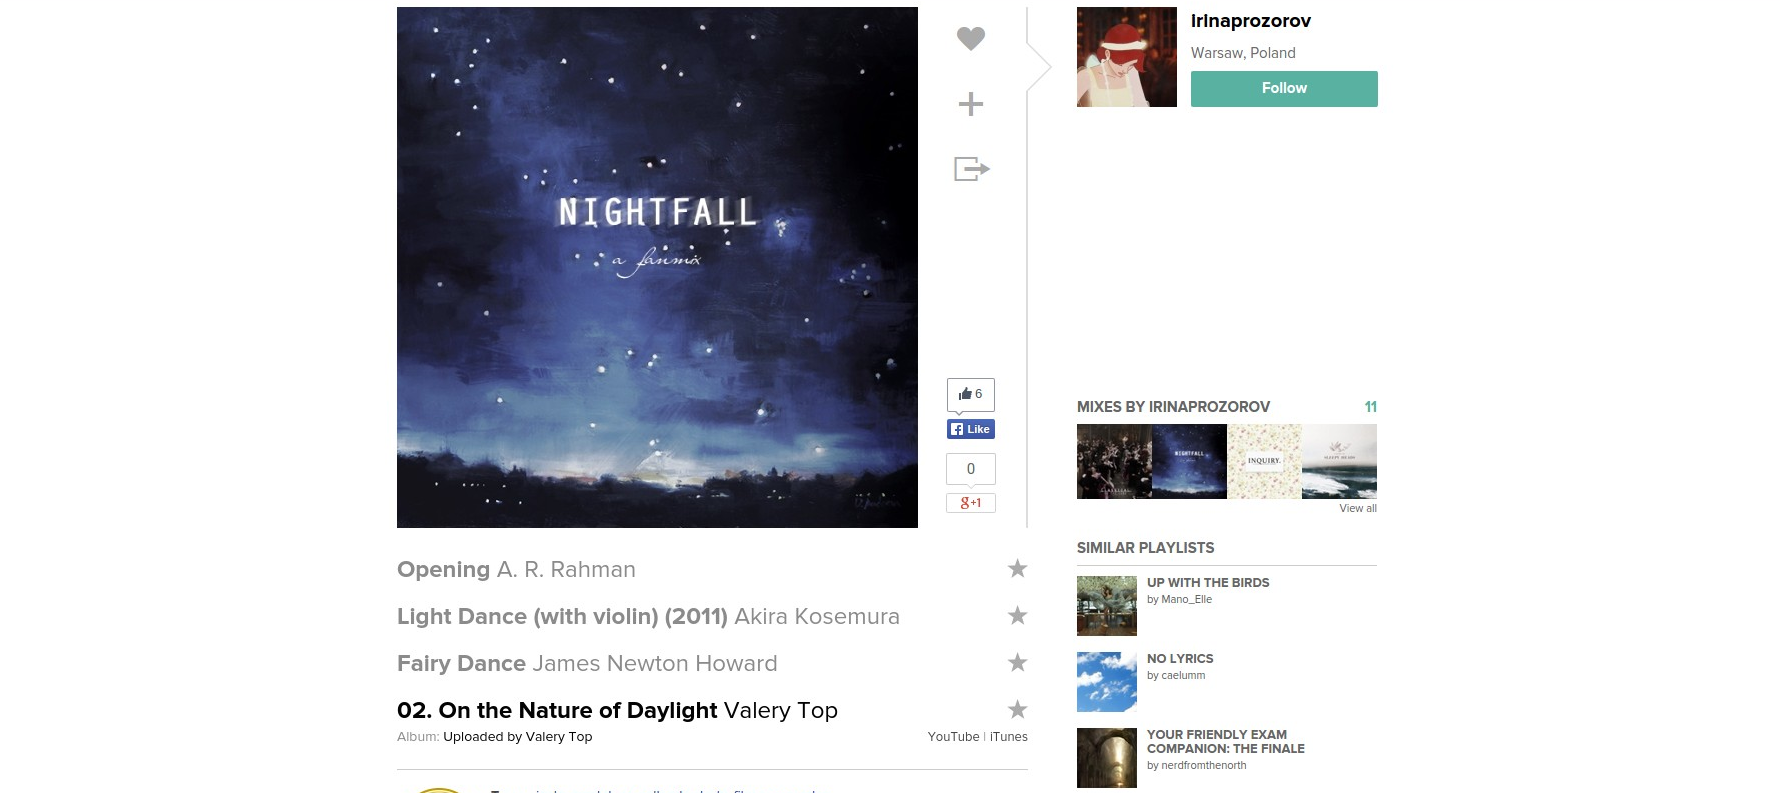 NIGHTFALL
a fanmix
6
Like
0
g+1
Irinaprozorov
Warsaw, Poland
Follow
MIXES BY IRINAPROZOROV 11
NIGHTFALL
INQUIRY.
View all
SIMILAR PLAYLISTS
UP WITH THE BIRDS
by Mano_Elle
NO LYRICS
by caelumm
YOUR FRIENDLY EXAM
COMPANION: THE FINALE
by nerdfromthenorth
Opening A. R. Rahman
Light Dance (with violin) (2011) Akira Kosemura
Fairy Dance James Newton Howard
02. On the Nature of Daylight Valery Top
Album: Uploaded by Valery Top
YouTube | iTunes